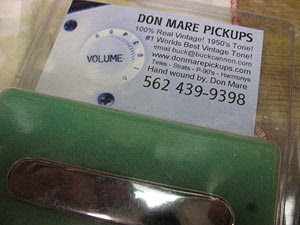 DON MARE PICKUPS
100% Real Vintage! 1950's Tone!
#1 Worlds Best Vintage Tone!
email buck@buckcannon.com
www.donmarepickups.com
Teles - Strats - P-90's - Harmonys
Hand wound by, Don Mare
562 439-9398
VOLUME